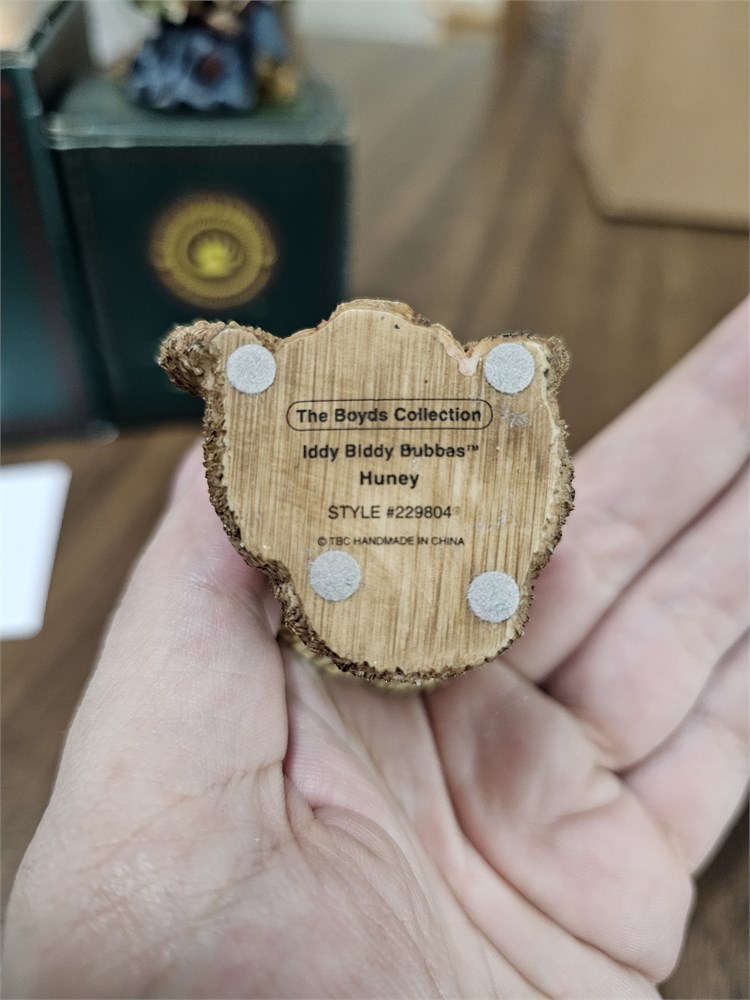 The Boyds Collection
Iddy Biddy Bubbas™
Huney
STYLE #229804
© TBC HANDMADE IN CHINA